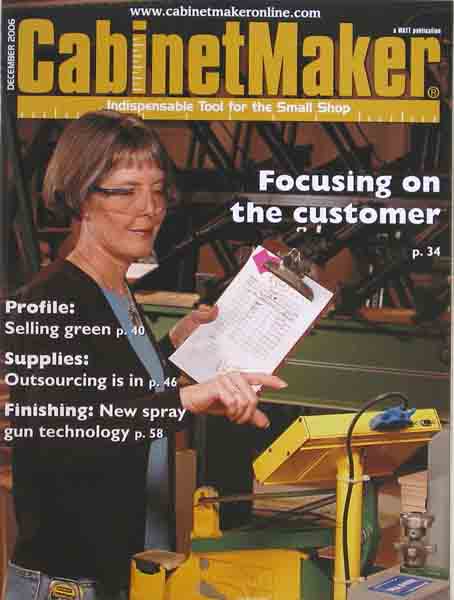 www.cabinetmakeronline.com
DECEMBER 2006
a WATT publication
CabinetMaker®
Indispensable Tool for the Small Shop
Focusing on
the customer
p. 34
Profile:
Selling green p. 40
Supplies:
Outsourcing is in p. 46
Finishing: New spray
gun technology p. 58